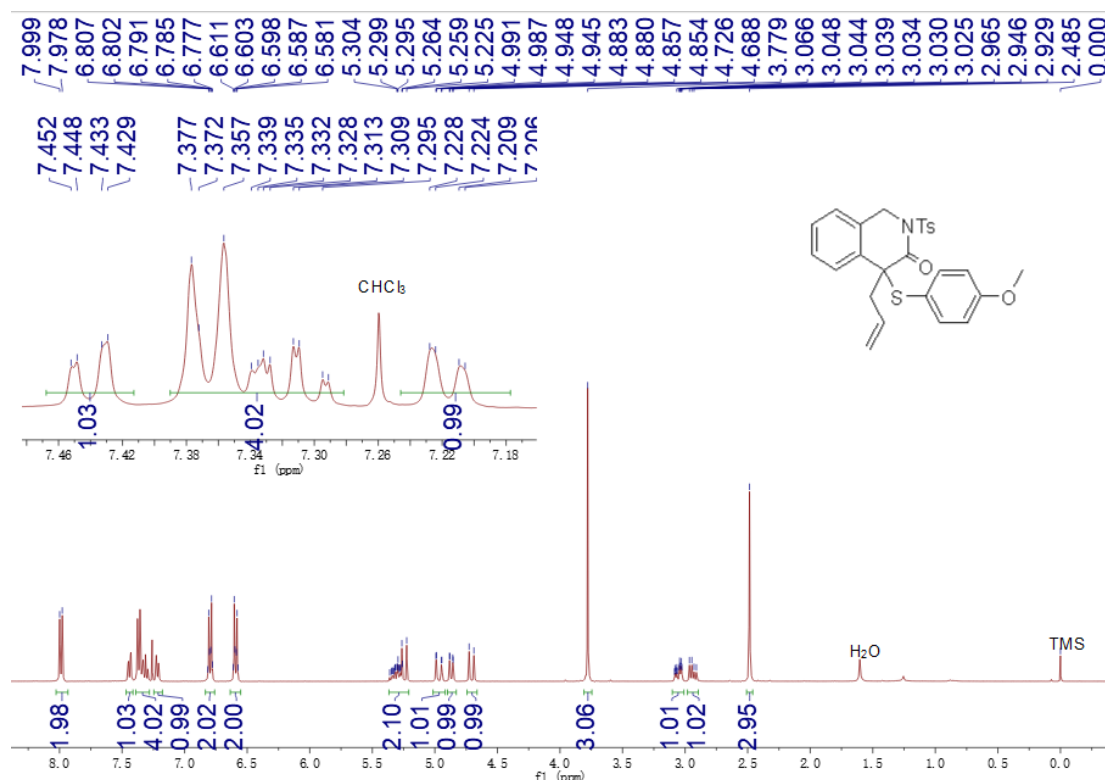 7.999 7.978 6.807 6.802 6.791 6.785 6.777 6.611 6.603 6.598 6.587 6.581 5.304 5.299 5.295 5.264 5.259 5.225 4.991 4.987 4.948 4.945 4.883 4.880 4.857 4.854 4.726 4.688 3.779 3.066 3.048 3.044 3.039 3.034 3.030 3.025 2.965 2.946 2.929 2.485 0.000
7.452 7.448 7.433 7.429 7.377 7.372 7.357 7.339 7.335 7.332 7.328 7.313 7.309 7.295 7.228 7.224 7.209 7.206
CHCl3
1.03 4.02 0.99
7.46 7.42 7.38 7.34 7.30 7.26 7.22 7.18
f1 (ppm)
N Ts
O
S
O
H2O
TMS
1.98 1.03 4.02 0.99 2.02 2.00 2.10 1.01 0.99 0.99 3.06 1.01 1.02 2.95
8.0 7.5 7.0 6.5 6.0 5.5 5.0 4.5 4.0 3.5 3.0 2.5 2.0 1.5 1.0 0.5 0.0
f1 (ppm)